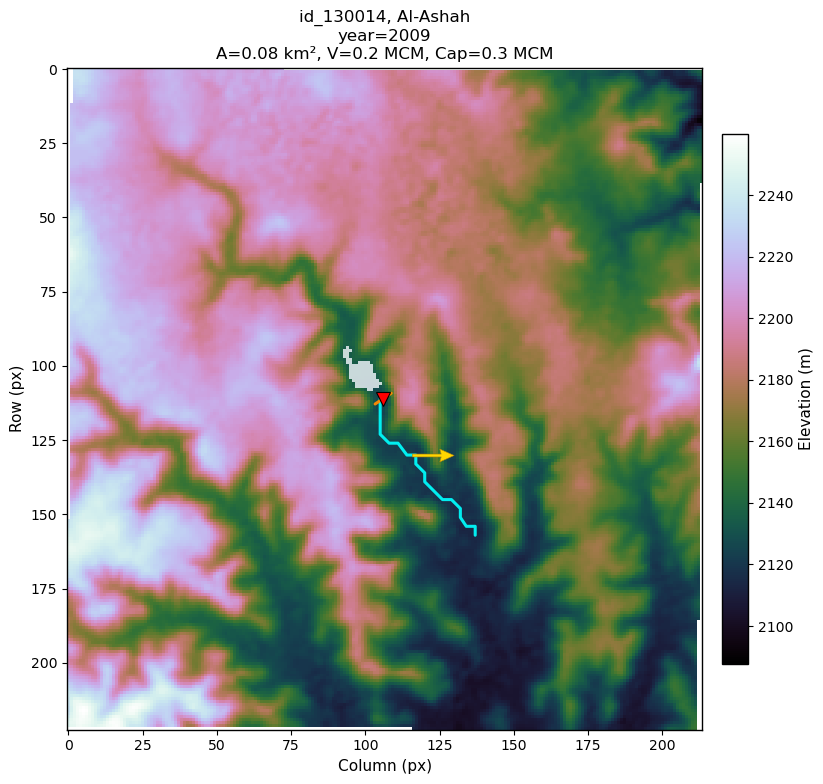 id_130014, Al-Ashah
year=2009
A=0.08 km², V=0.2 MCM, Cap=0.3 MCM
0
25
50
75
100
125
150
175
200
Row (px)
0 25 50 75 100 125 150 175 200
Column (px)
2240
2220
2200
2180
2160
2140
2120
2100
Elevation (m)